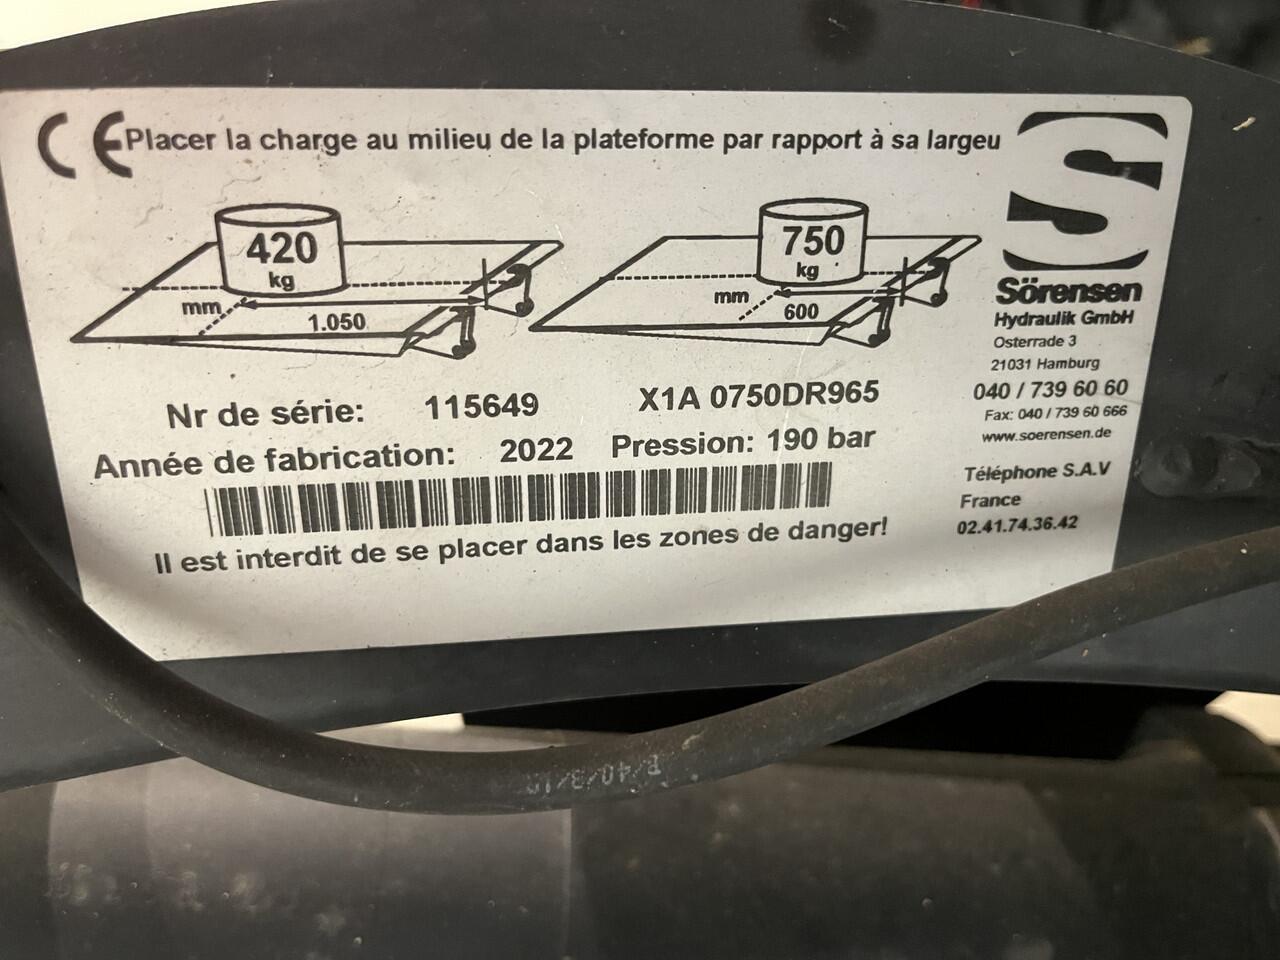 CE Placer la charge au milieu de la plateforme par rapport à sa largeu
S
420
kg
mm
1.050
750
kg
mm
600
Sörensen
Hydraulik GmbH
Osterrade 3
21031 Hamburg
040 / 739 60 60
Fax: 040 / 739 60 666
www.soerensen.de
Téléphone S.A.V
France
02.41.74.36.42
Nr de série: 115649 X1A 0750DR965
Année de fabrication: 2022 Pression: 190 bar
Il est interdit de se placer dans les zones de danger!